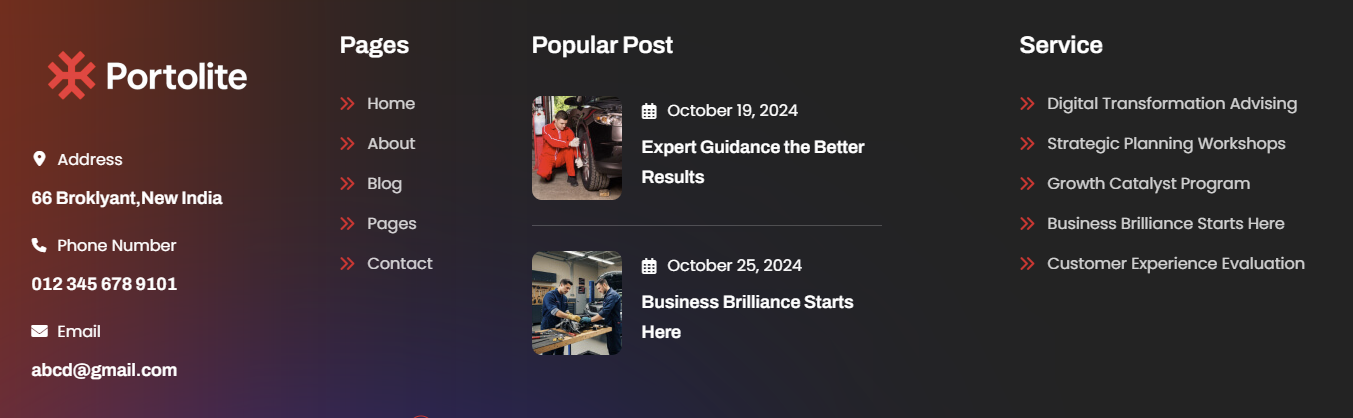 Portolite
Address
66 Broklyant,New India
Phone Number
012 345 678 9101
Email
abcd@gmail.com
Pages
Home
About
Blog
Pages
Contact
Popular Post
October 19, 2024
Expert Guidance the Better
Results
October 25, 2024
Business Brilliance Starts
Here
Service
Digital Transformation Advising
Strategic Planning Workshops
Growth Catalyst Program
Business Brilliance Starts Here
Customer Experience Evaluation